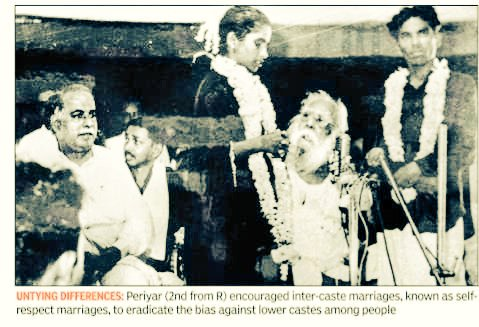 UNTYING DIFFERENCES: Periyar (2nd from R) encouraged inter-caste marriages, known as self-
respect marriages, to eradicate the bias against lower castes among people